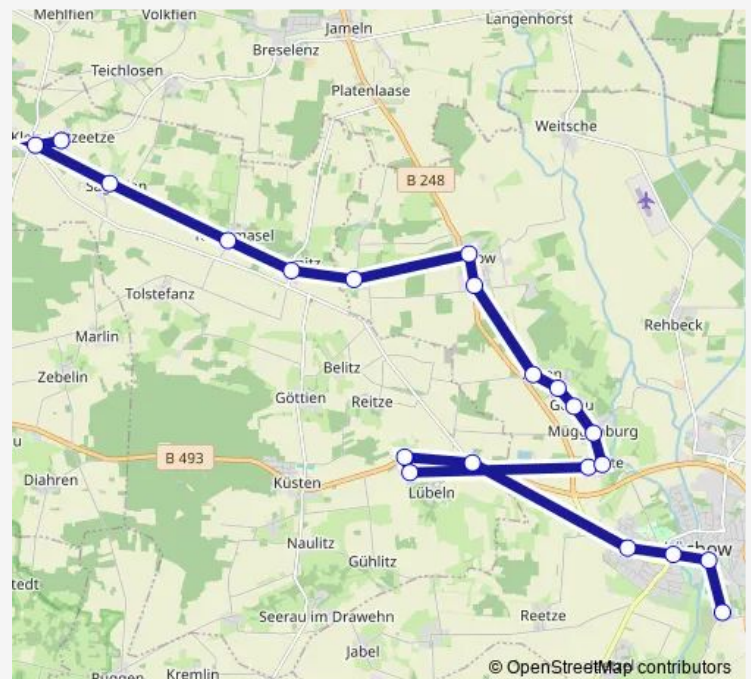 Mehlfien
Volkfien
Langenhorst
Jameln
Breselenz
Teichlosen
Platenlaase
Weitsche
B 248
Tolstefanz
Rehbeck
Marlin
Belitz
Zebelin
Göttien
Reitze
Müggenburg
B 493
Diahren
Küsten
Lübeln
Naulitz
Gühlitz
Seerau im Drawehn
Reetze
Jabel
Kremlin
© OpenStreetMap contributors